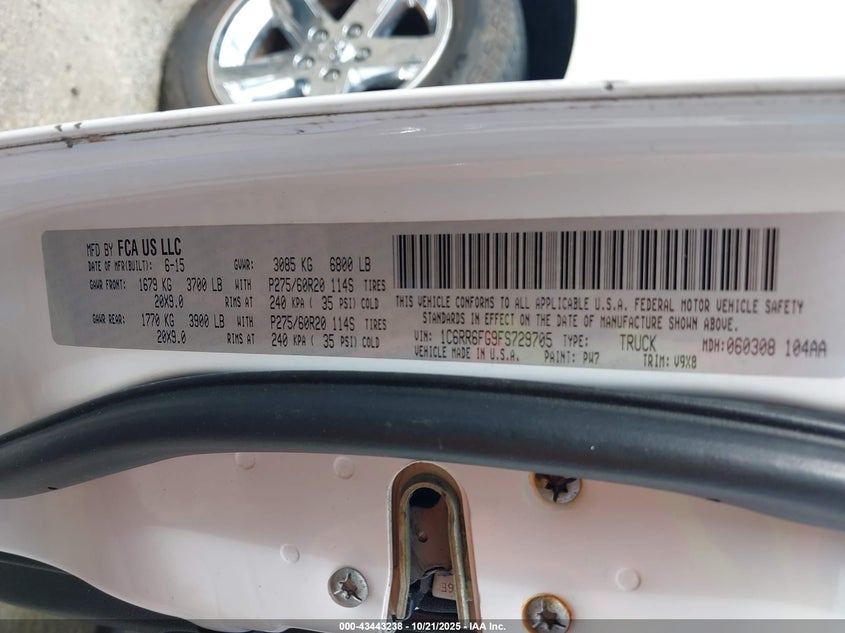 MFD BY FCA US LLC
DATE OF MFR(BUILT): 6-15 GVWR: 3085 KG 6800 LB
GAWR FRONT: 1679 KG 3700 LB WITH P275/60R20 114S TIRES
20X9.0 RIMS AT 240 KPA ( 35 PSI) COLD
GAWR REAR: 1770 KG 3900 LB WITH P275/60R20 114S TIRES
20X9.0 RIMS AT 240 KPA ( 35 PSI) COLD
THIS VEHICLE CONFORMS TO ALL APPLICABLE U.S.A. FEDERAL MOTOR VEHICLE SAFETY
STANDARDS IN EFFECT ON THE DATE OF MANUFACTURE SHOWN ABOVE.
VIN: 1C6RR6FG9FS729705 TYPE: TRUCK MDH: 060308 104AA
VEHICLE MADE IN U.S.A. PAINT: PW7 TRIM: V9X8
000-43443238 - 10/21/2025 - IAA Inc.